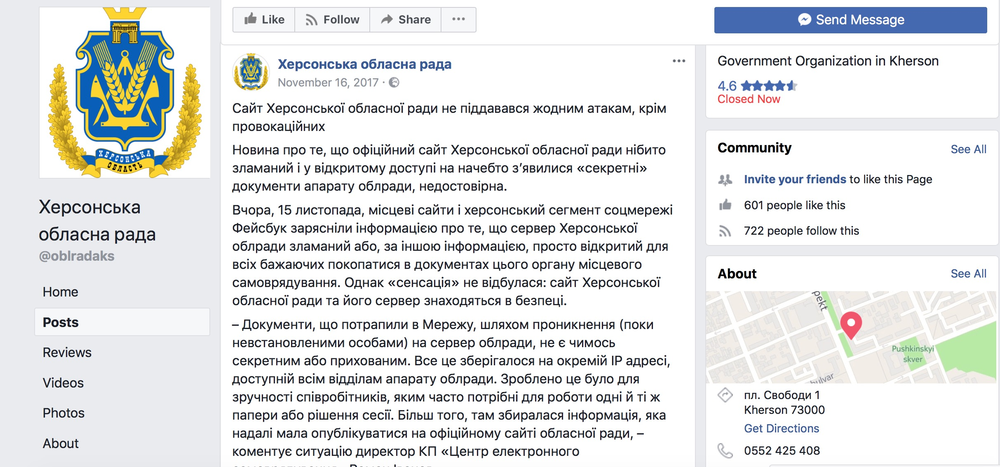 ХЕРСОНСЬКА
ОБЛАСТЬ
Херсонська
обласна рада
@oblradaks
Home
Posts
Reviews
Videos
Photos
About
Like
Follow
Share
Херсонська обласна рада
November 16, 2017 ·
Сайт Херсонської обласної ради не піддавався жодним атакам, крім
провокаційних
Новина про те, що офіційний сайт Херсонської обласної ради нібито
зламаний і у відкритому доступі на начебто з’явилися «секретні»
документи апарату облради, недостовірна.
Вчора, 15 листопада, місцеві сайти і херсонський сегмент соцмережі
Фейсбук зарясніли інформацією про те, що сервер Херсонської
облради зламаний або, за іншою інформацією, просто відкритий для
всіх бажаючих покопатися в документах цього органу місцевого
самоврядування. Однак «сенсація» не відбулася: сайт Херсонської
обласної ради та його сервер знаходяться в безпеці.
– Документи, що потрапили в Мережу, шляхом проникнення (поки
невстановленими особами) на сервер облради, не є чимось
секретним або прихованим. Все це зберігалося на окремій IP адресі,
доступній всім відділам апарату облради. Зроблено це було для
зручності співробітників, яким часто потрібні для роботи одні й ті ж
папери або рішення сесії. Більш того, там збиралася інформація, яка
надалі мала опублікуватися на офіційному сайті обласної ради, –
коментує ситуацію директор КП «Центр електронного
Send Message
Government Organization in Kherson
4.6
Closed Now
Community
See All
Invite your friends to like this Page
601 people like this
722 people follow this
About
See All
pekt
Pushkinskyi
skver
bulvar
пл. Свободи 1
Kherson 73000
Get Directions
0552 425 408